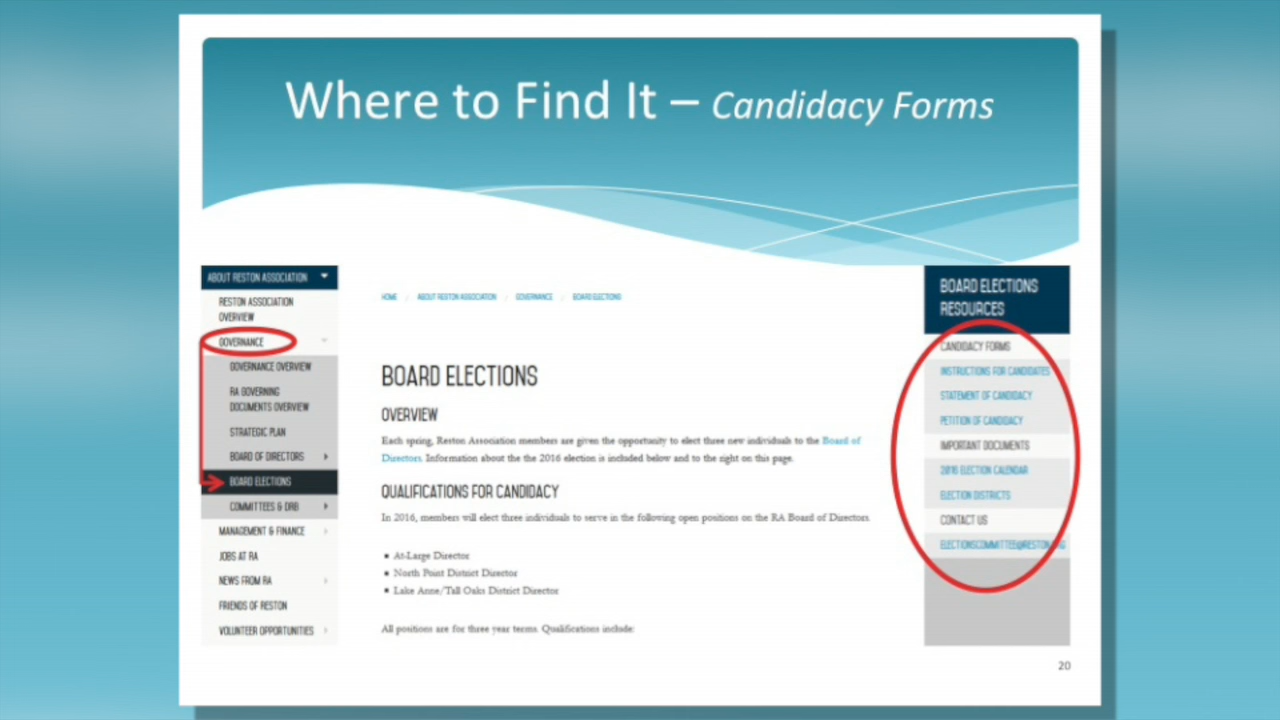 Where to Find It – Candidacy Forms
ABOUT RESTON ASSOCIATION
RESTON ASSOCIATION
OVERVIEW
GOVERNANCE
GOVERNANCE OVERVIEW
RA GOVERNING
DOCUMENTS OVERVIEW
STRATEGIC PLAN
BOARD OF DIRECTORS
BOARD ELECTIONS
COMMITTEES & DRB
MANAGEMENT & FINANCE
JOBS AT RA
NEWS FROM RA
FRIENDS OF RESTON
VOLUNTEER OPPORTUNITIES
HOME / ABOUT RESTON ASSOCIATION / GOVERNANCE / BOARD ELECTIONS
BOARD ELECTIONS
OVERVIEW
Each spring, Reston Association members are given the opportunity to elect three new individuals to the Board of
Directors. Information about the the 2016 election is included below and to the right on this page.
QUALIFICATIONS FOR CANDIDACY
In 2016, members will elect three individuals to serve in the following open positions on the RA Board of Directors
▪ At-Large Director
▪ North Point District Director
▪ Lake Anne/Tall Oaks District Director
All positions are for three year terms. Qualifications include:
BOARD ELECTIONS
RESOURCES
CANDIDACY FORMS
INSTRUCTIONS FOR CANDIDATES
STATEMENT OF CANDIDACY
PETITION OF CANDIDACY
IMPORTANT DOCUMENTS
2016 ELECTION CALENDAR
ELECTION DISTRICTS
CONTACT US
ELECTIONSCOMMITTEE@RESTON.ORG
20